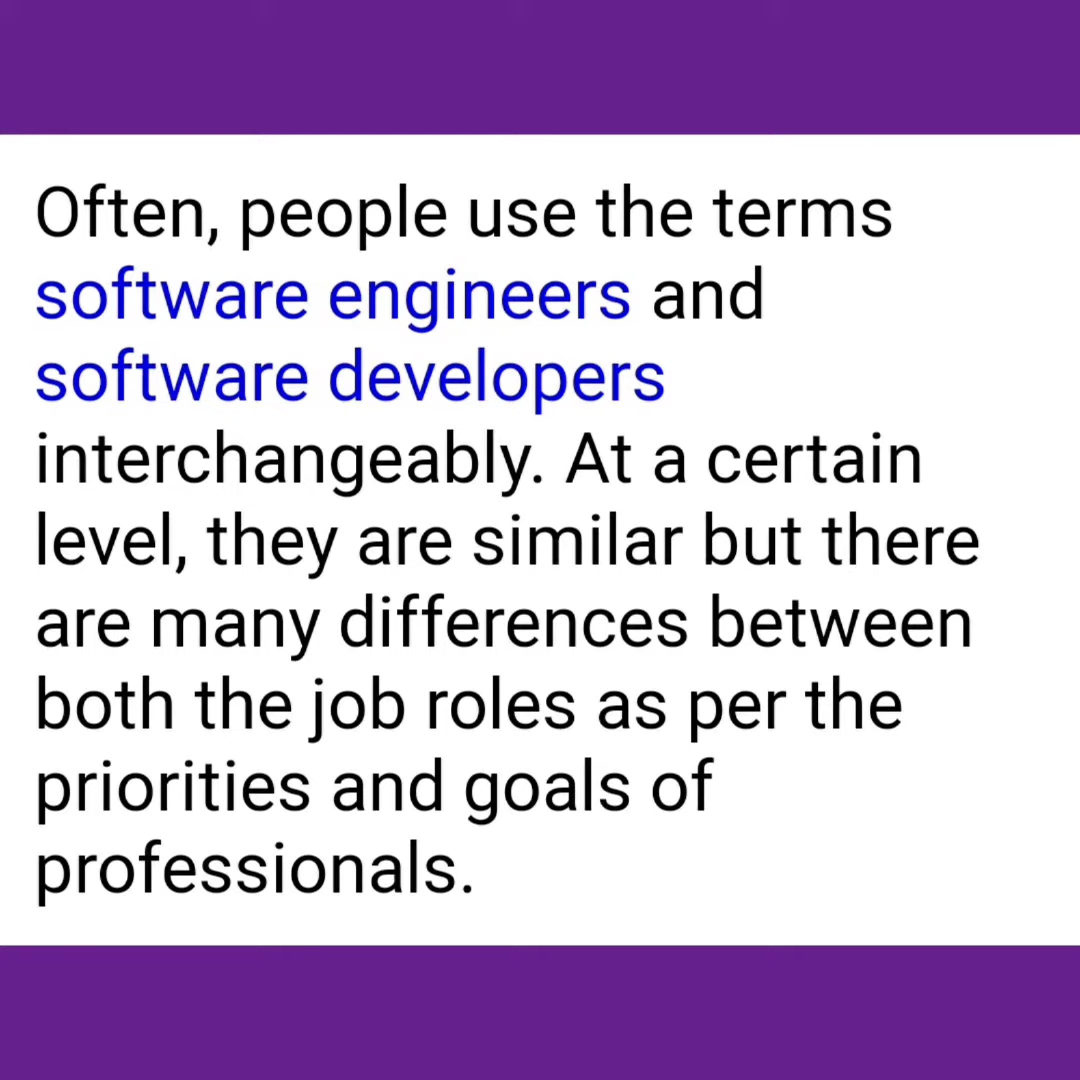 Often, people use the terms
software engineers and
software developers
interchangeably. At a certain
level, they are similar but there
are many differences between
both the job roles as per the
priorities and goals of
professionals.